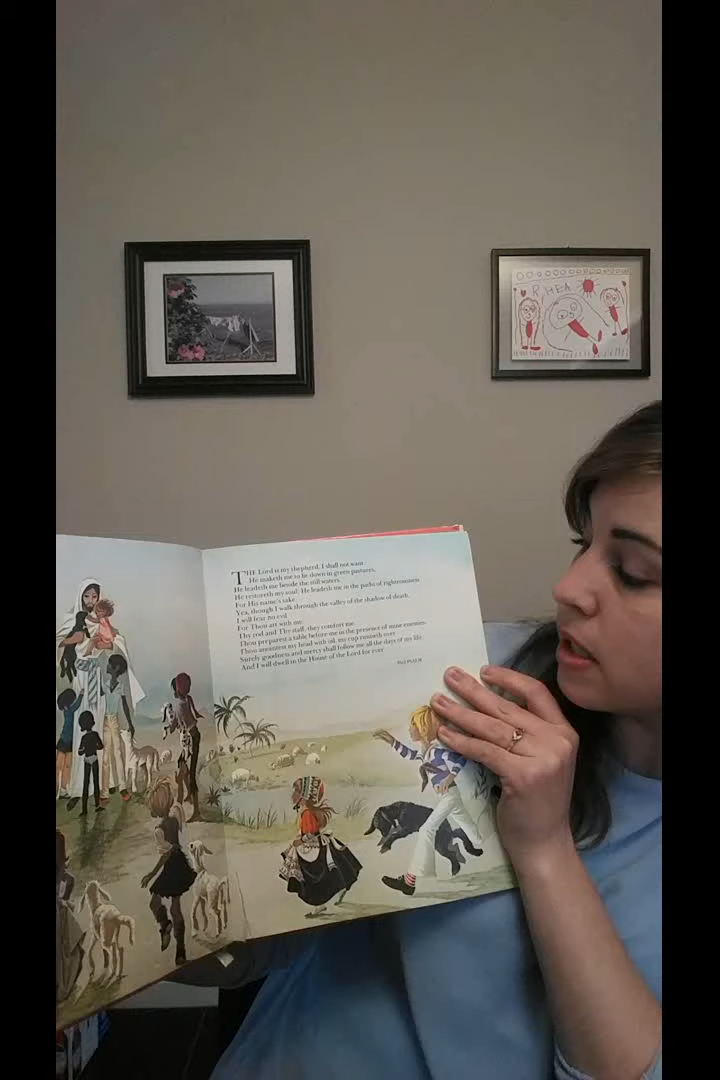 RHEA
THE Lord is my shepherd, I shall not want.
He maketh me to lie down in green pastures,
He leadeth me beside the still waters.
He restoreth my soul: He leadeth me in the paths of righteousness
For His name's sake.
Yea, though I walk through the valley of the shadow of death,
I will fear no evil
For Thou art with me
Thy rod and Thy staff, they comfort me.
Thou preparest a table before me in the presence of mine enemies
Thou anointest my head with oil, my cup runneth over
Surely goodness and mercy shall follow me all the days of my life
And I will dwell in the House of the Lord for ever